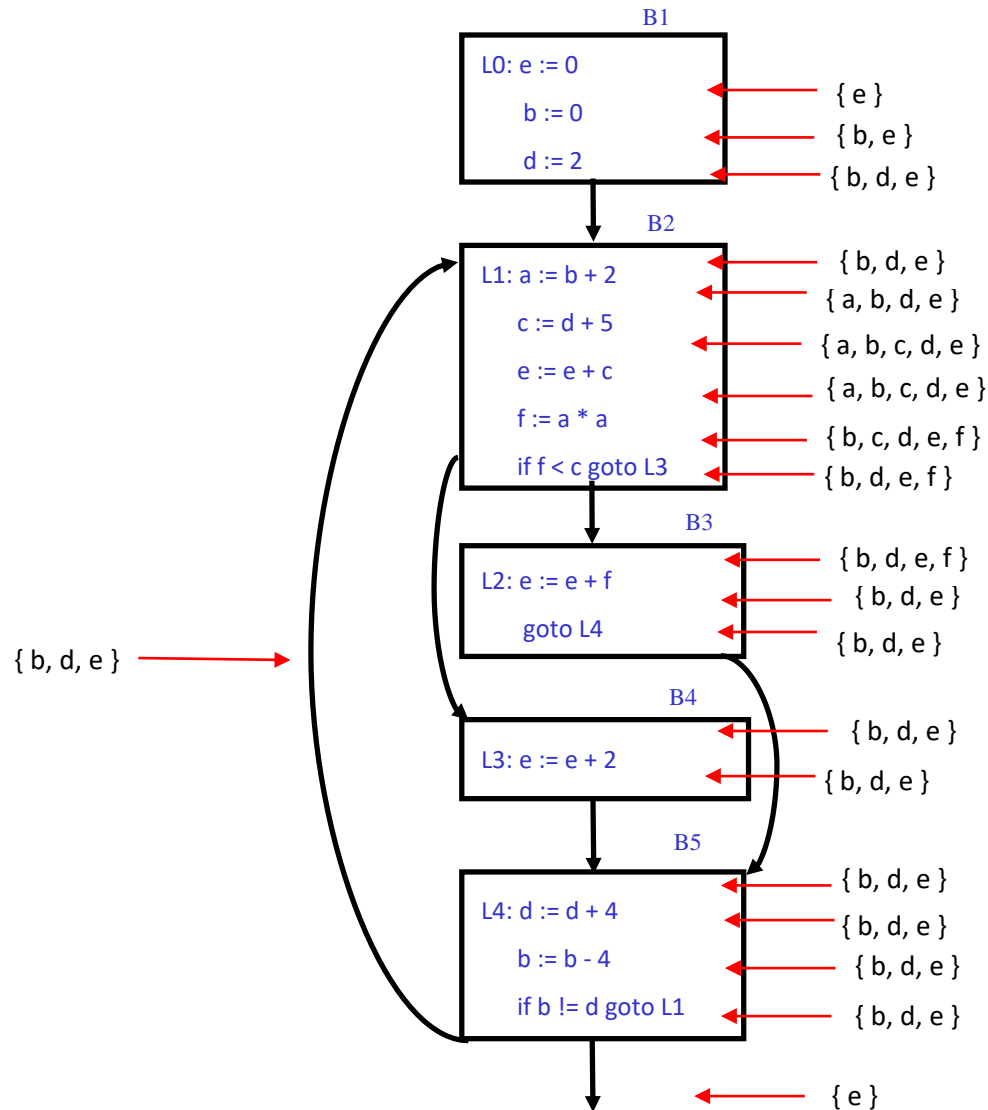 B1
L0: e := 0
{ e }
b := 0
{ b, e }
d := 2
{ b, d, e }
B2
{ b, d, e }
L1: a := b + 2
{ a, b, d, e }
c := d + 5
{ a, b, c, d, e }
e := e + c
{ a, b, c, d, e }
f := a * a
{ b, c, d, e, f }
if f < c goto L3
{ b, d, e, f }
B3
{ b, d, e, f }
L2: e := e + f
{ b, d, e }
goto L4
{ b, d, e }
{ b, d, e }
B4
{ b, d, e }
L3: e := e + 2
{ b, d, e }
B5
{ b, d, e }
L4: d := d + 4
{ b, d, e }
b := b - 4
{ b, d, e }
if b != d goto L1
{ b, d, e }
{ e }